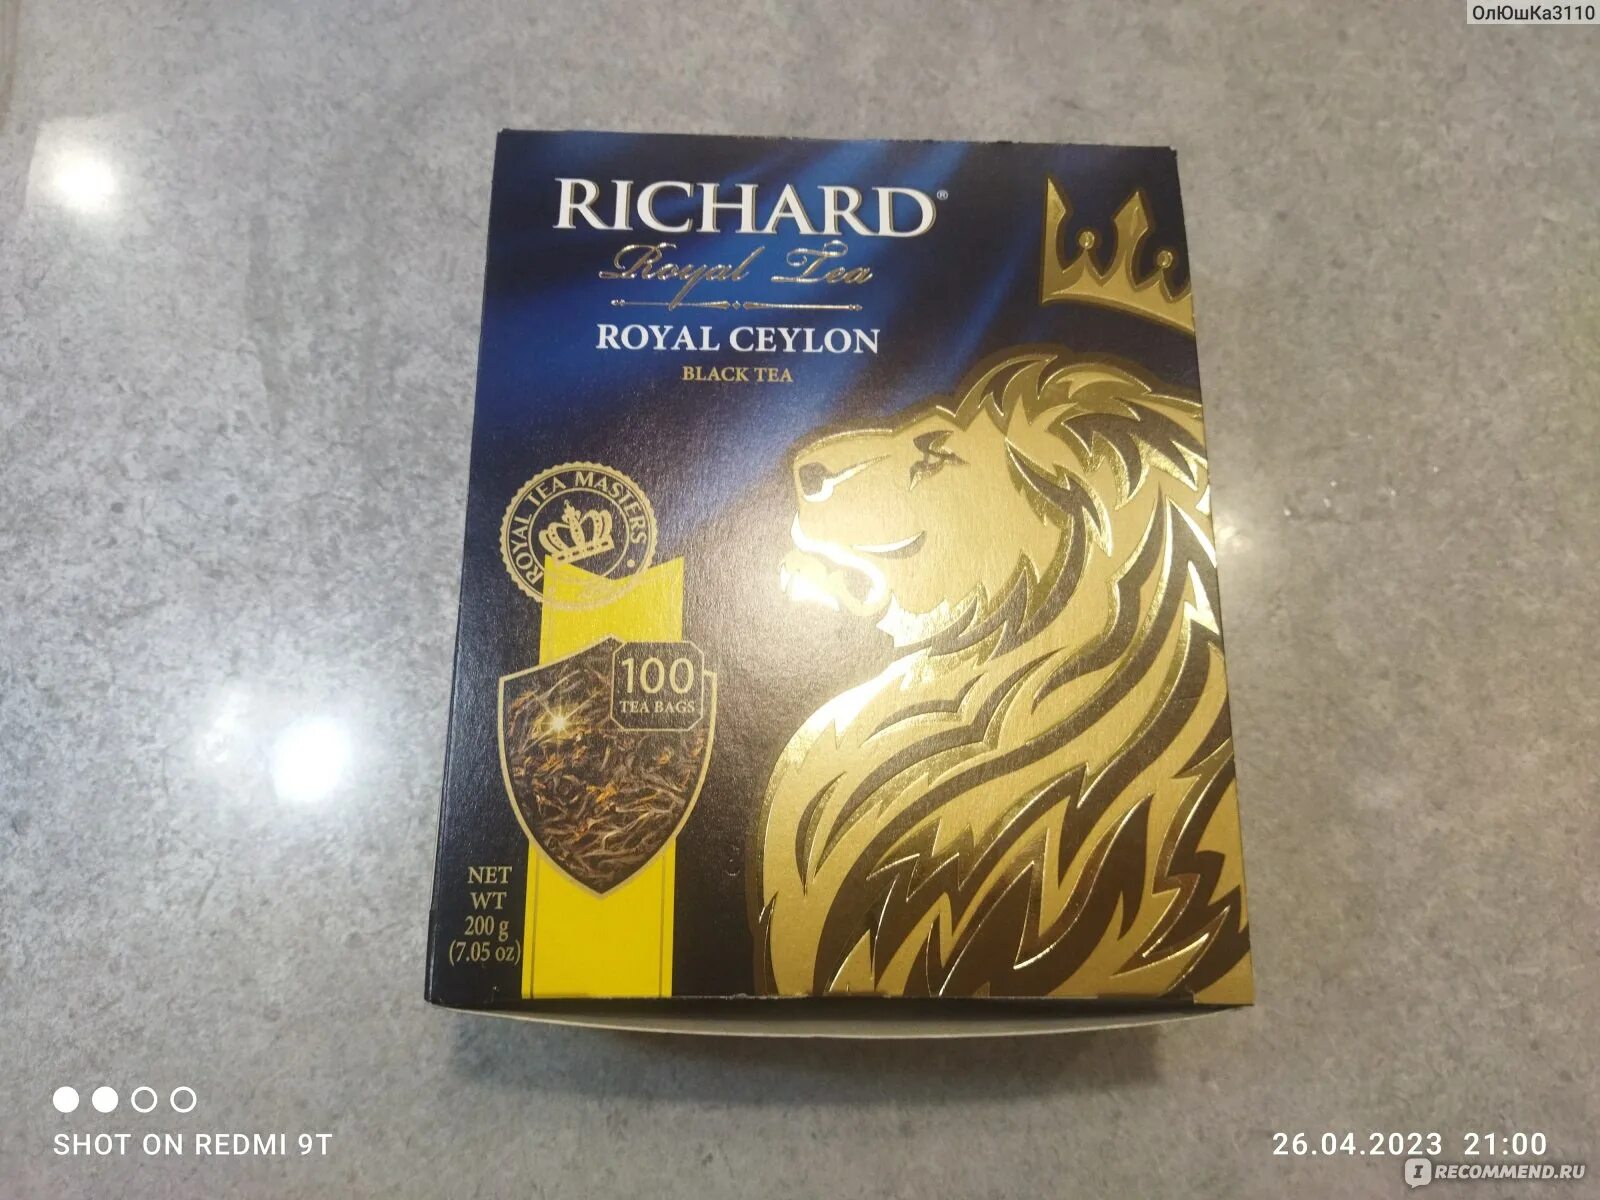 ОлЮшКа3110
RICHARD®
Royal Tea
ROYAL CEYLON
BLACK TEA
ROYAL TEA MASTERS
100
TEA BAGS
NET
WT
200 g
(7.05 oz)
SHOT ON REDMI 9T
26.04.2023 21:00
IRECOMMEND.RU